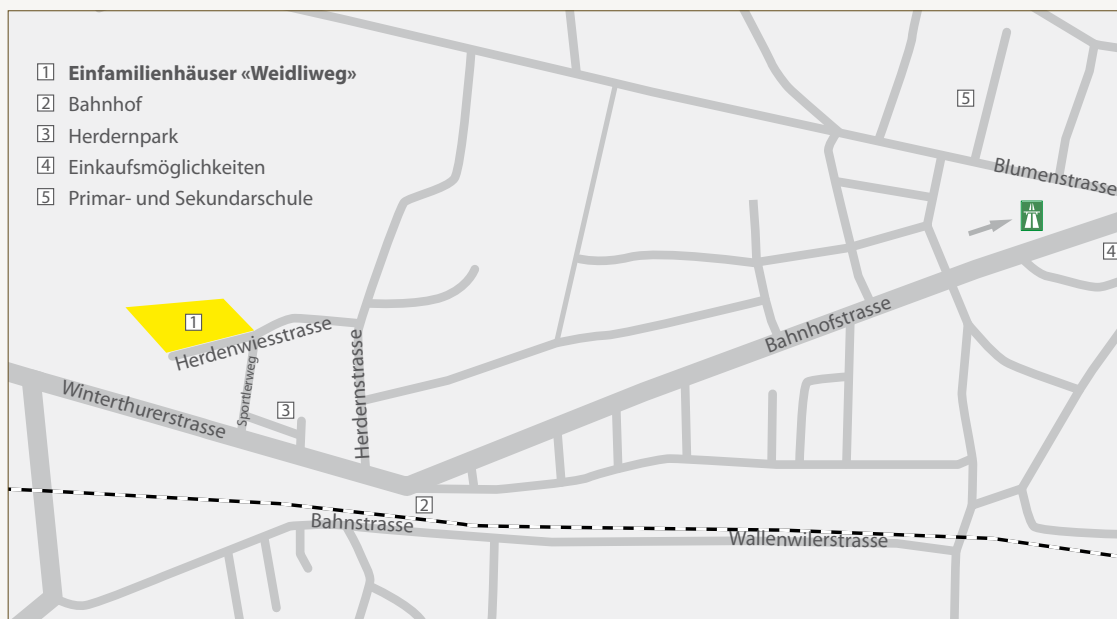 1 Einfamilienhäuser «Weidliweg»
2 Bahnhof
3 Herdernpark
4 Einkaufsmöglichkeiten
5 Primar- und Sekundarschule
5
Blumenstrasse
4
1
Herdenwiesstrasse
Bahnhofstrasse
Sportlerweg
Herdernstrasse
Winterthurerstrasse
3
2
Bahnstrasse
Wallenwilerstrasse